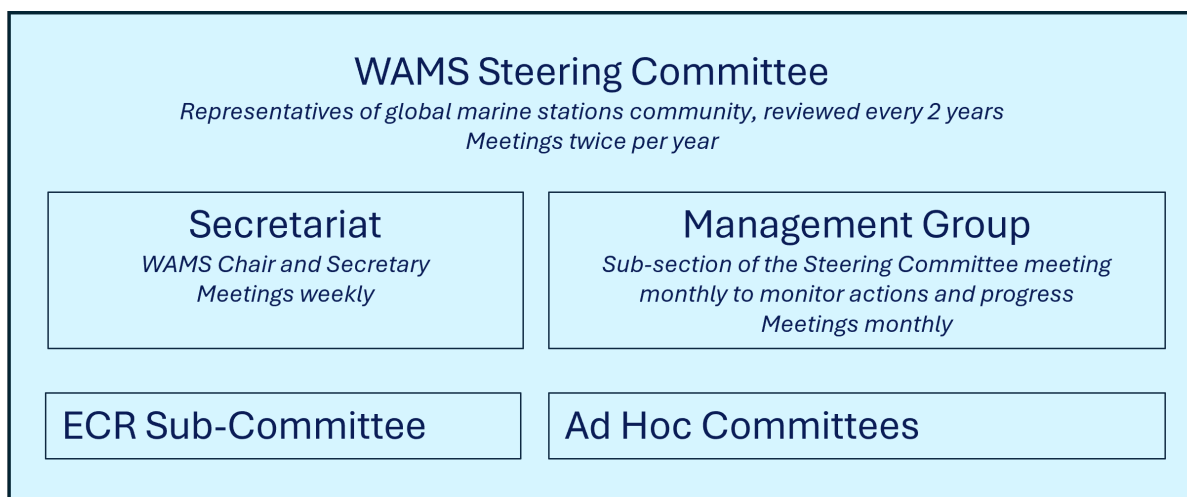 WAMS Steering Committee
Representatives of global marine stations community, reviewed every 2 years
Meetings twice per year
Secretariat
WAMS Chair and Secretary
Meetings weekly
Management Group
Sub-section of the Steering Committee meeting
monthly to monitor actions and progress
Meetings monthly
ECR Sub-Committee
Ad Hoc Committees